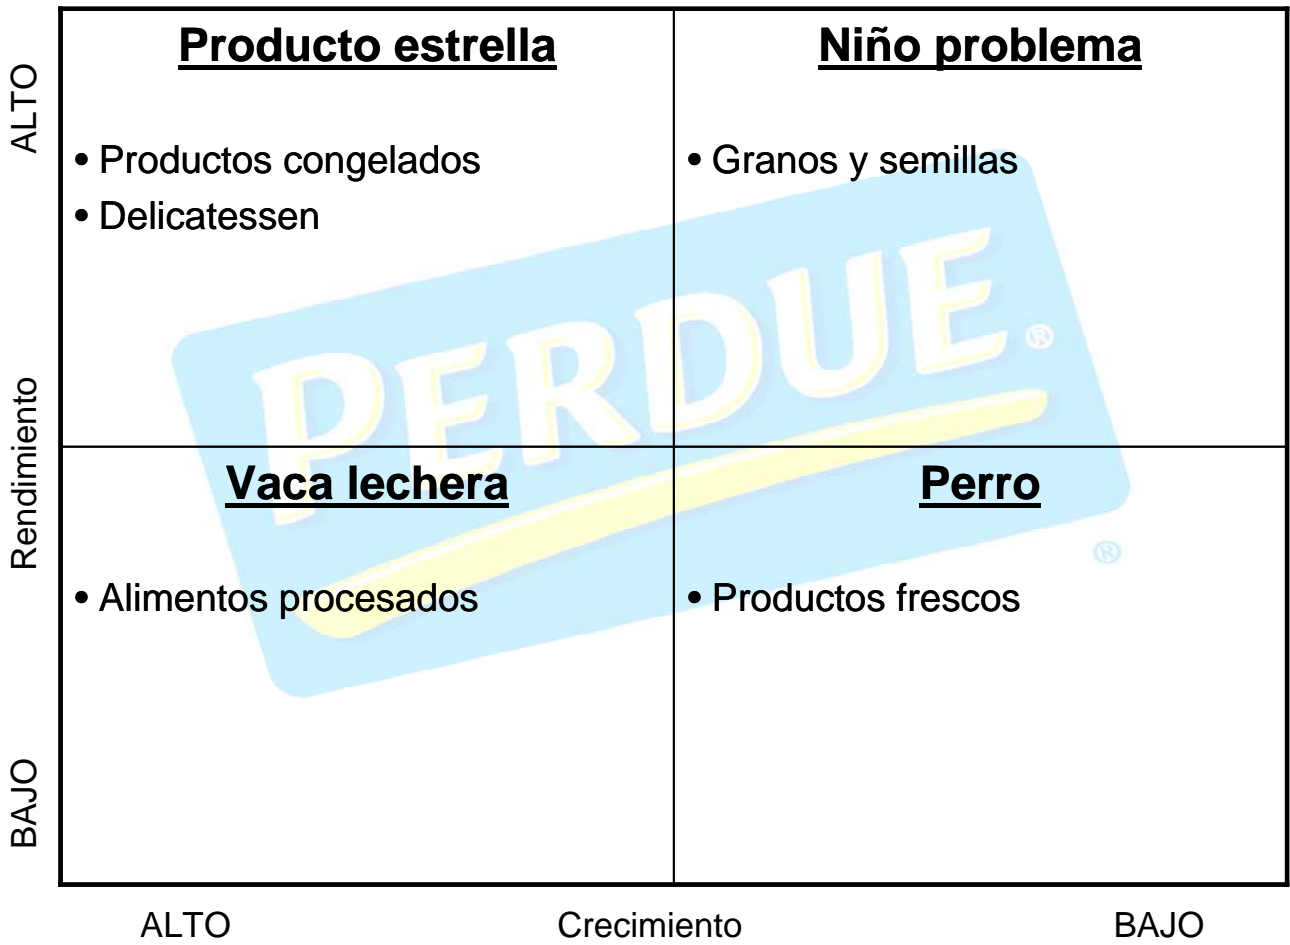 Producto estrella
Niño problema
ALTO
• Productos congelados
• Granos y semillas
• Delicatessen
PERDUE®
Rendimiento
Vaca lechera
Perro
®
• Alimentos procesados
• Productos frescos
BAJO
ALTO
Crecimiento
BAJO